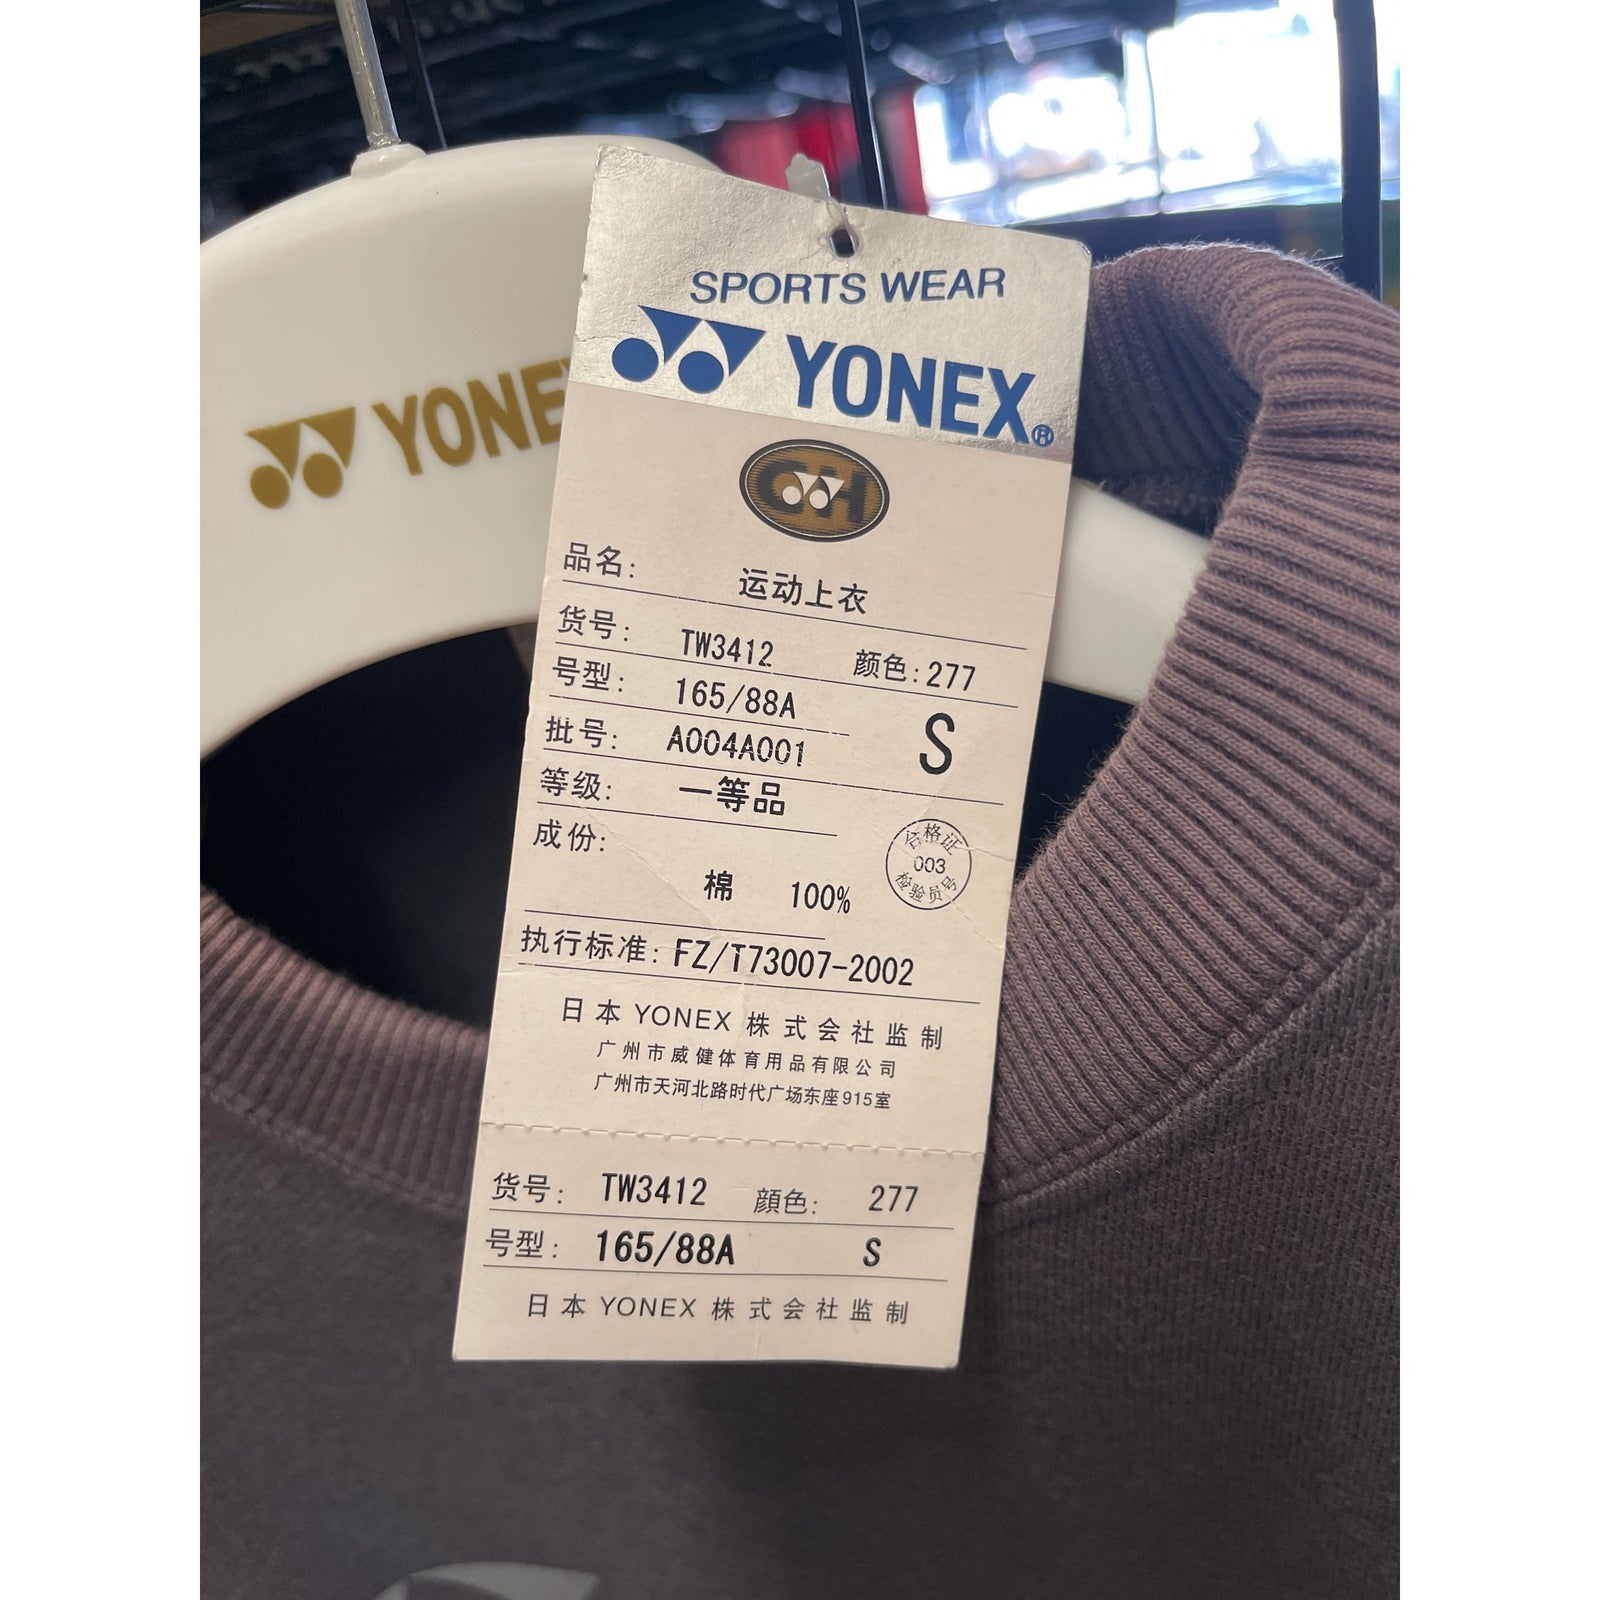 YONE
SPORTS WEAR
YONEX®
GH
品名: 运动上衣
货号: TW3412 颜色:277
号型: 165/88A S
批号: A004A001
等级: 一等品
成份:
棉 100%
合格证
003
检验员号
执行标准: FZ/T73007-2002
日本 YONEX 株式会社监制
广州市威健体育用品有限公司
广州市天河北路时代广场东座915室
货号: TW3412 顔色: 277
号型: 165/88A S
日本 YONEX 株式会社监制